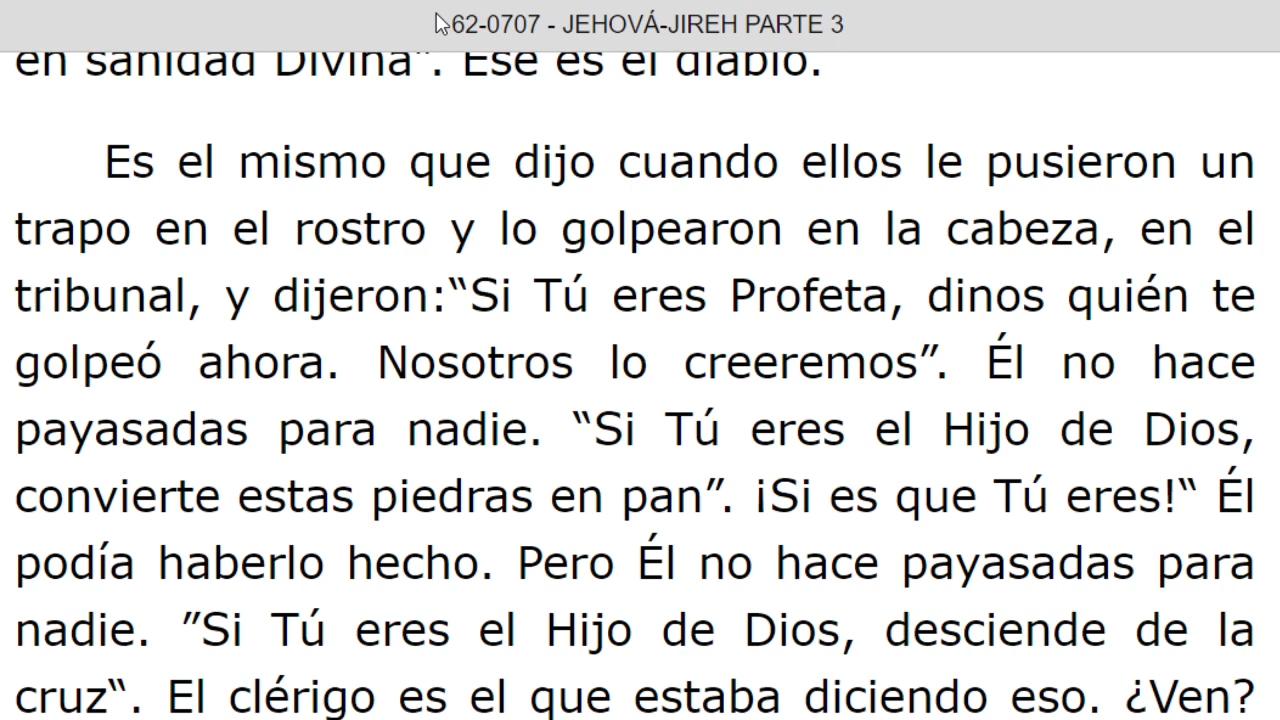 62-0707 - JEHOVÁ-JIREH PARTE 3
en sanidad Divina”. Ese es el diablo.
Es el mismo que dijo cuando ellos le pusieron un
trapo en el rostro y lo golpearon en la cabeza, en el
tribunal, y dijeron:“Si Tú eres Profeta, dinos quién te
golpeó ahora. Nosotros lo creeremos”. Él no hace
payasadas para nadie. “Si Tú eres el Hijo de Dios,
convierte estas piedras en pan”. ¡Si es que Tú eres!“ Él
podía haberlo hecho. Pero Él no hace payasadas para
nadie. ”Si Tú eres el Hijo de Dios, desciende de la
cruz“. El clérigo es el que estaba diciendo eso. ¿Ven?